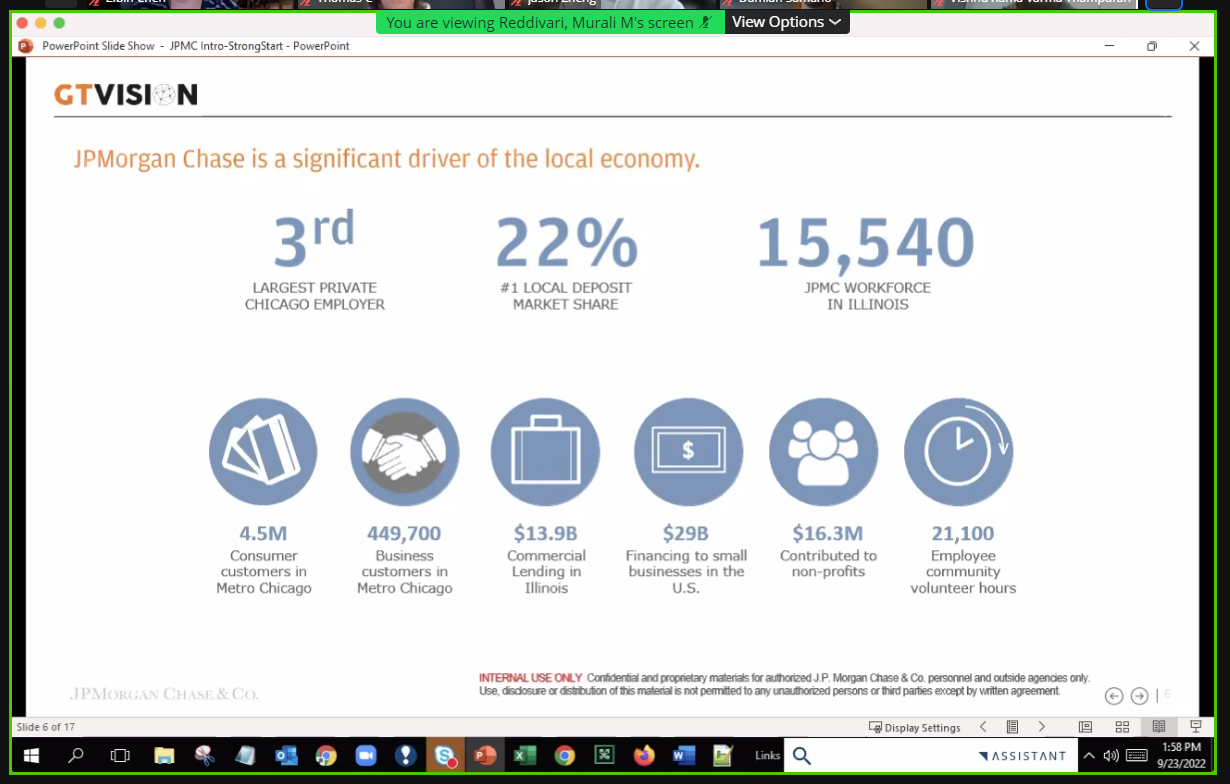 You are viewing Reddivari, Murali M's screen
View Options
PowerPoint Slide Show - JPMC Intro-StrongStart - PowerPoint
GTVISION
JPMorgan Chase is a significant driver of the local economy.
3rd
LARGEST PRIVATE
CHICAGO EMPLOYER
22%
#1 LOCAL DEPOSIT
MARKET SHARE
15,540
JPMC WORKFORCE
IN ILLINOIS
$
4.5M
Consumer
customers in
Metro Chicago
449,700
Business
customers in
Metro Chicago
$13.9B
Commercial
Lending in
Illinois
$29B
Financing to small
businesses in the
U.S.
$16.3M
Contributed to
non-profits
21,100
Employee
community
volunteer hours
JPMORGAN CHASE & CO.
INTERNAL USE ONLY Confidential and proprietary materials for authorized J.P. Morgan Chase & Co. personnel and outside agencies only.
Use, disclosure or distribution of this material is not permitted to any unauthorized persons or third parties except by written agreement.
6
Slide 6 of 17
Display Settings
Links
ASSISTANT
1:58 PM
9/23/2022